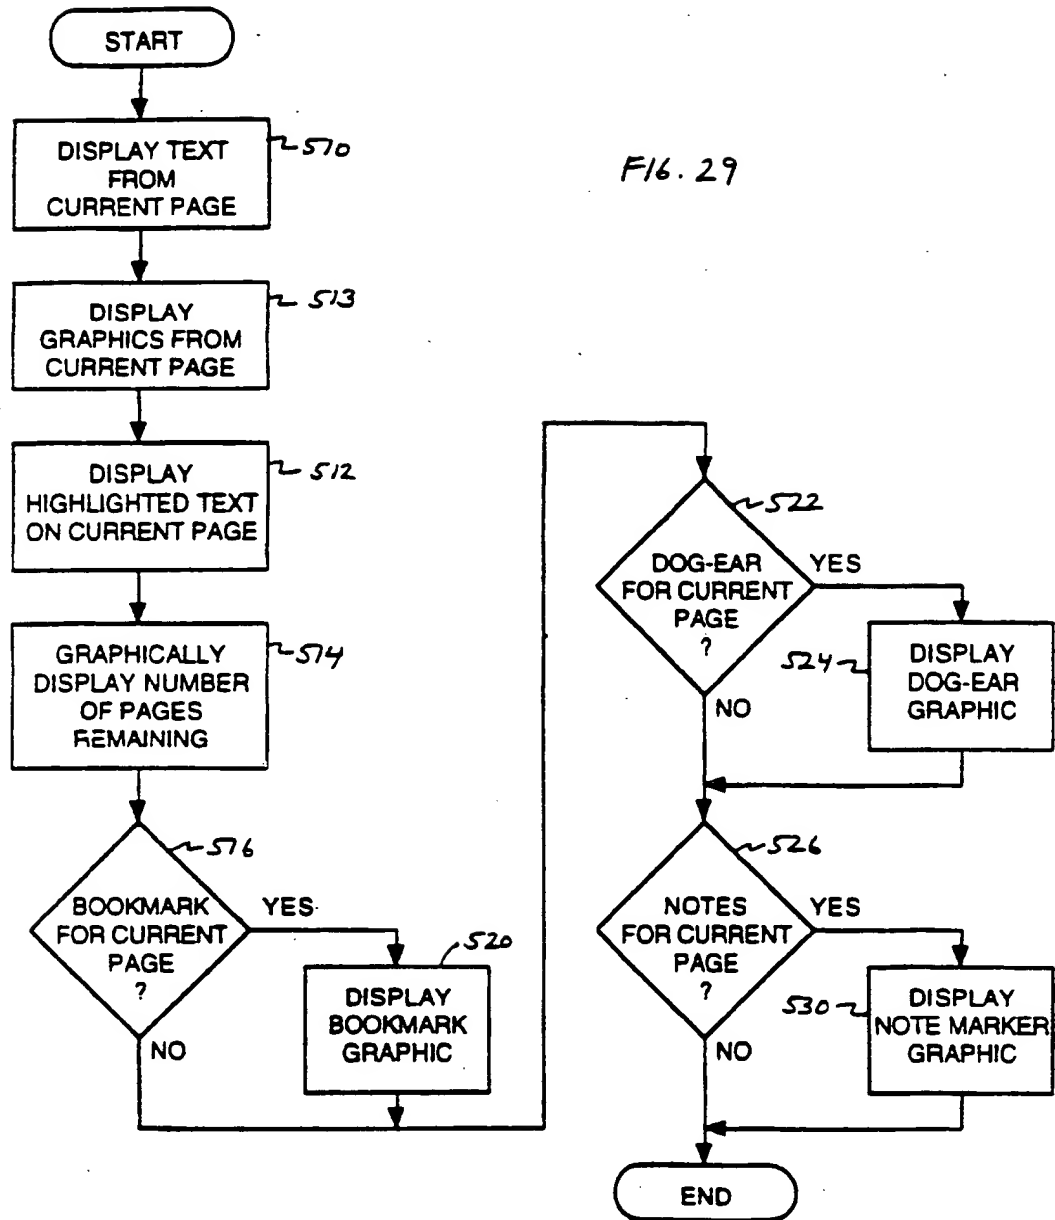 START
DISPLAY TEXT
FROM
CURRENT PAGE
510
FIG. 29
DISPLAY
GRAPHICS FROM
CURRENT PAGE
513
DISPLAY
HIGHLIGHTED TEXT
ON CURRENT PAGE
512
GRAPHICALLY
DISPLAY NUMBER
OF PAGES
REMAINING
514
BOOKMARK
FOR CURRENT
PAGE
?
516
YES
NO
DISPLAY
BOOKMARK
GRAPHIC
520
DOG-EAR
FOR CURRENT
PAGE
?
522
YES
NO
DISPLAY
DOG-EAR
GRAPHIC
524
NOTES
FOR CURRENT
PAGE
?
526
YES
NO
DISPLAY
NOTE MARKER
GRAPHIC
530
END